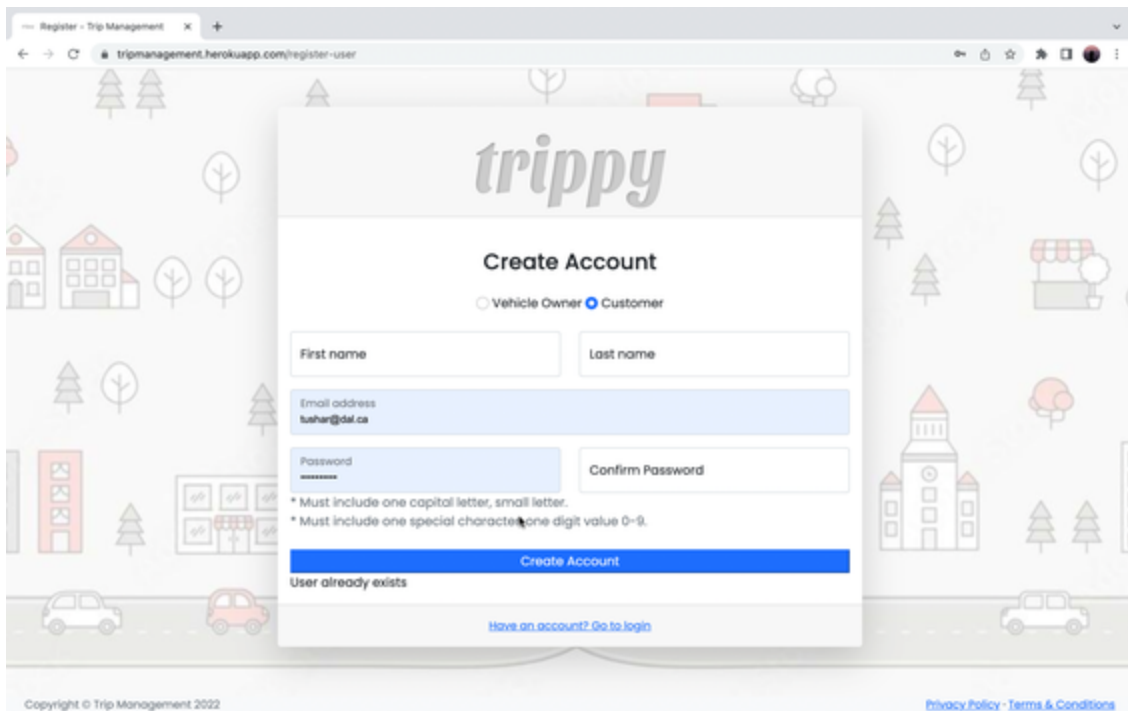 Register - Trip Management
tripmanagement.herokuapp.com/register-user
trippy
Create Account
Vehicle Owner Customer
First name Last name
Email address
tushar@dal.ca
Password
Confirm Password
* Must include one capital letter, small letter.
* Must include one special character one digit value 0-9.
Create Account
User already exists
Have an account? Go to login
Copyright © Trip Management 2022 Privacy Policy · Terms & Conditions